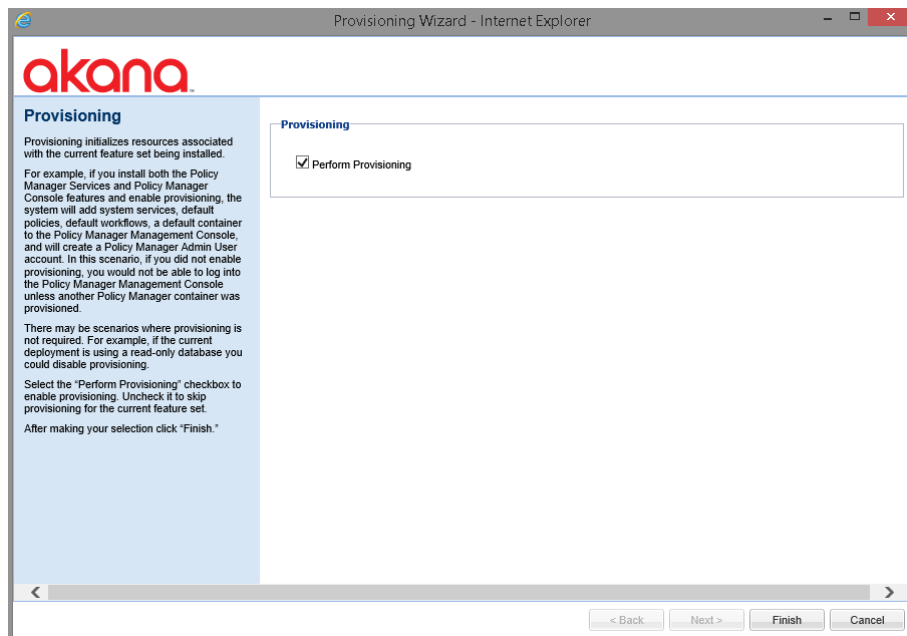 Provisioning Wizard - Internet Explorer
akana
Provisioning
Provisioning initializes resources associated
with the current feature set being installed.
For example, if you install both the Policy
Manager Services and Policy Manager
Console features and enable provisioning, the
system will add system services, default
policies, default workflows, a default container
to the Policy Manager Management Console,
and will create a Policy Manager Admin User
account. In this scenario, if you did not enable
provisioning, you would not be able to log into
the Policy Manager Management Console
unless another Policy Manager container was
provisioned.
There may be scenarios where provisioning is
not required. For example, if the current
deployment is using a read-only database you
could disable provisioning.
Select the “Perform Provisioning” checkbox to
enable provisioning. Uncheck it to skip
provisioning for the current feature set.
After making your selection click “Finish.”
Provisioning
Perform Provisioning
< Back
Next >
Finish
Cancel